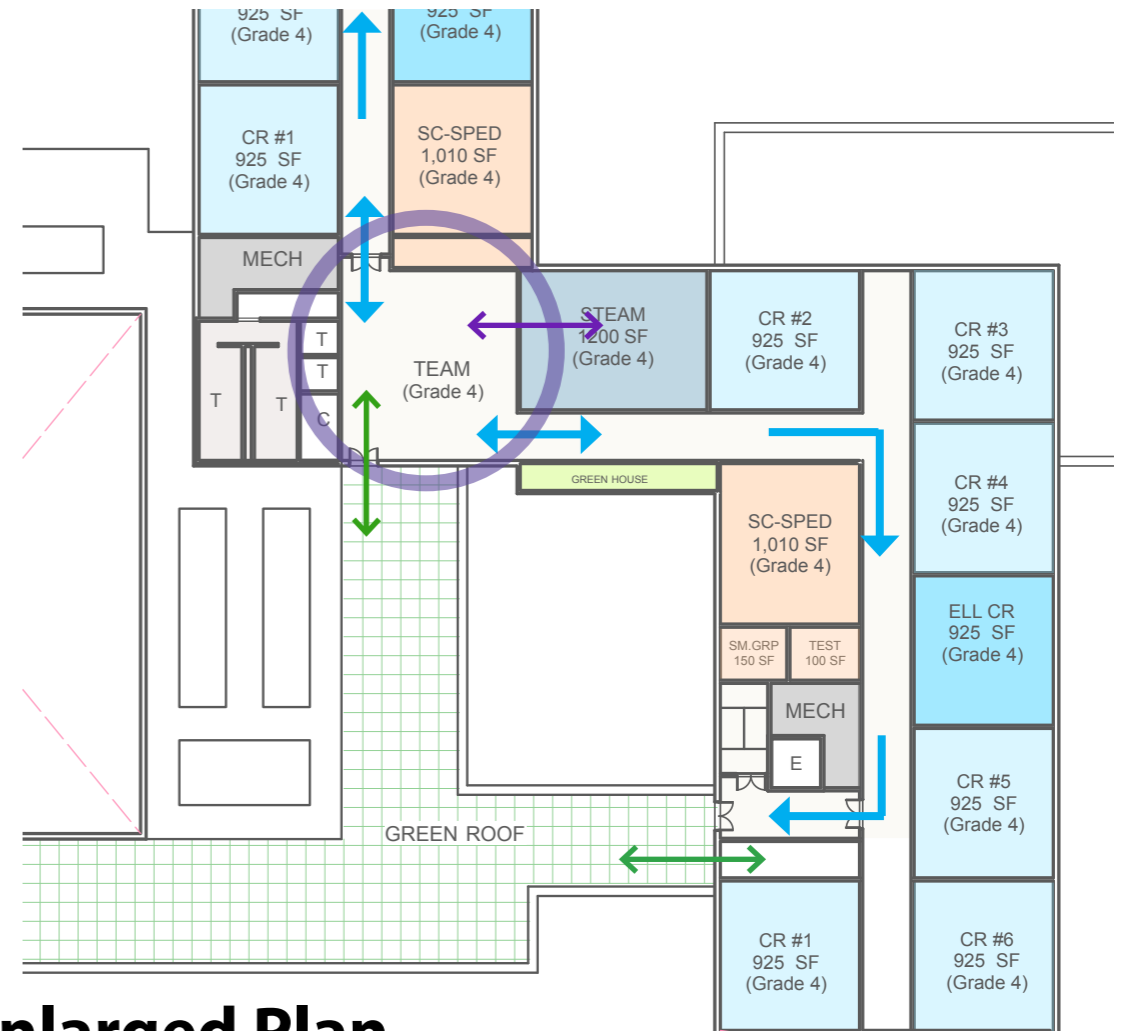 925 SF
(Grade 4)
925 SF
(Grade 4)
CR #1
925 SF
(Grade 4)
SC-SPED
1,010 SF
(Grade 4)
MECH
T
T
T
T
C
TEAM
(Grade 4)
STEAM
1200 SF
(Grade 4)
CR #2
925 SF
(Grade 4)
CR #3
925 SF
(Grade 4)
GREEN HOUSE
SC-SPED
1,010 SF
(Grade 4)
CR #4
925 SF
(Grade 4)
SM.GRP
150 SF
TEST
100 SF
ELL CR
925 SF
(Grade 4)
MECH
E
CR #5
925 SF
(Grade 4)
GREEN ROOF
CR #1
925 SF
(Grade 4)
CR #6
925 SF
(Grade 4)
nlarged Plan